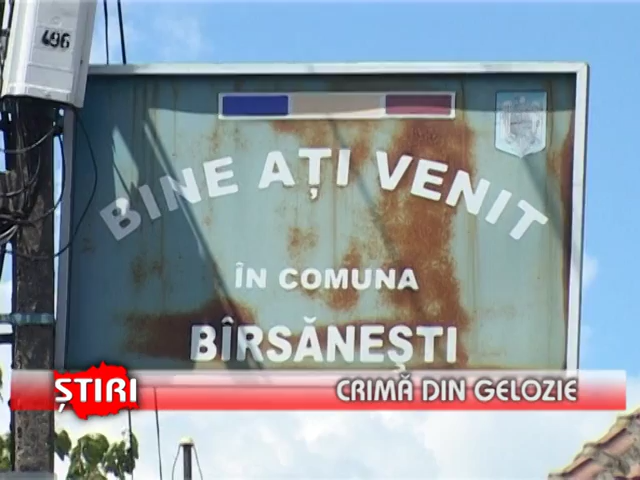 496
BINE AȚI VENIT
ÎN COMUNA
BÎRSĂNEȘTI
ȘTIRI
CRIMĂ DIN GELOZIE